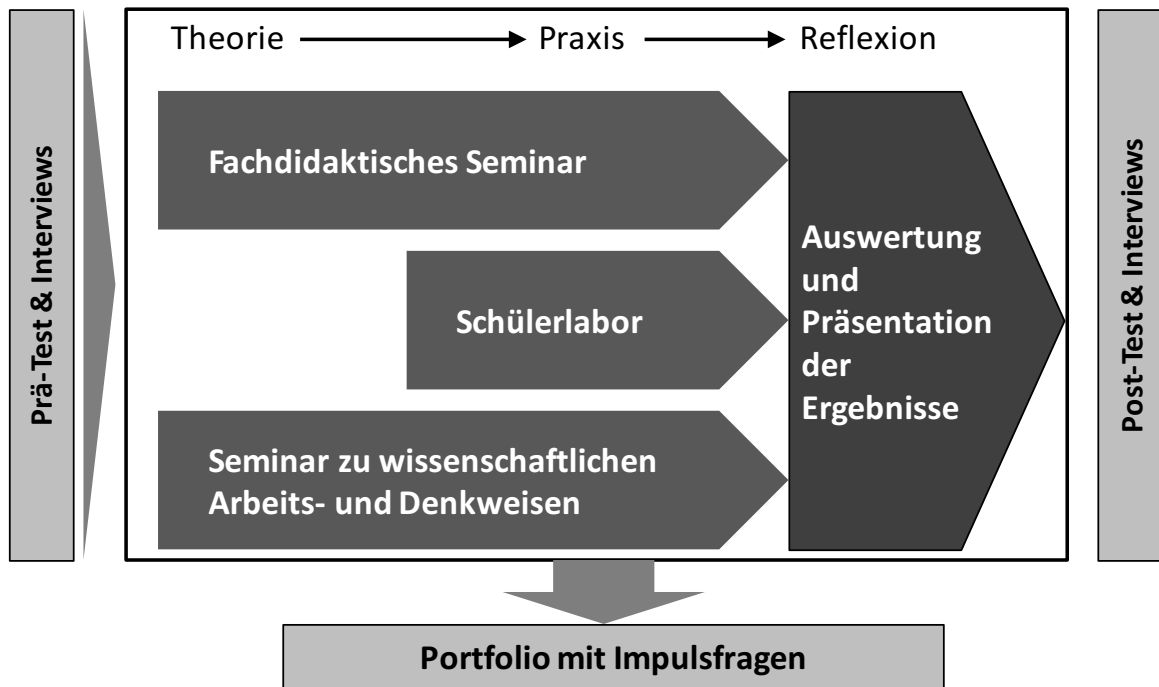 Theorie Praxis Reflexion
Prä-Test & Interviews
Fachdidaktisches Seminar
Schülerlabor
Seminar zu wissenschaftlichen
Arbeits- und Denkweisen
Auswertung
und
Präsentation
der
Ergebnisse
Post-Test & Interviews
Portfolio mit Impulsfragen